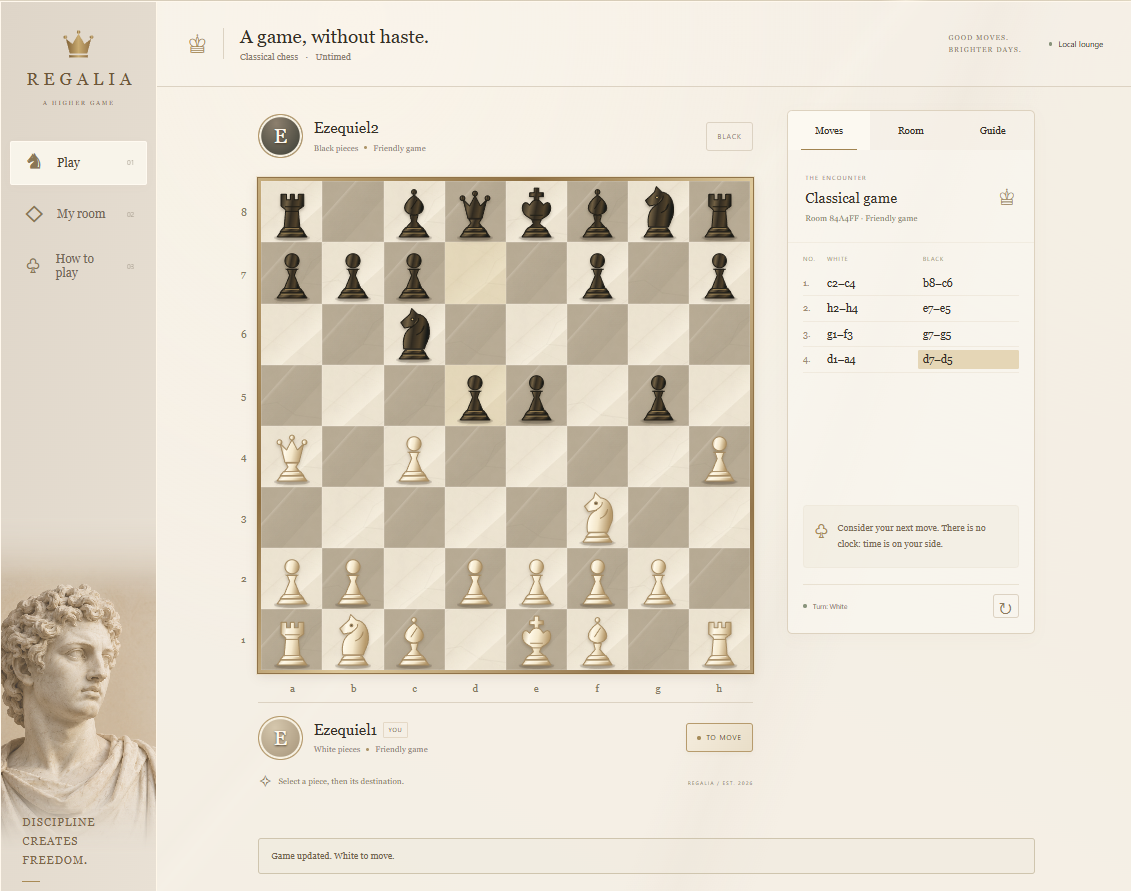 REGALIA
A HIGHER GAME
Play 01
My room 02
How to
play 03
DISCIPLINE
CREATES
FREEDOM.
A game, without haste.
Classical chess · Untimed
GOOD MOVES.
BRIGHTER DAYS.
Local lounge
E
Ezequiel2
Black pieces • Friendly game
BLACK
8
7
6
5
4
3
2
1
a b c d e f g h
E
Ezequiel1 YOU
White pieces • Friendly game
TO MOVE
Select a piece, then its destination.
REGALIA / EST. 2026
Moves Room Guide
THE ENCOUNTER
Classical game
Room 84A4FF · Friendly game
NO. WHITE BLACK
1. c2–c4 b8–c6
2. h2–h4 e7–e5
3. g1–f3 g7–g5
4. d1–a4 d7–d5
Consider your next move. There is no
clock: time is on your side.
Turn: White
Game updated. White to move.